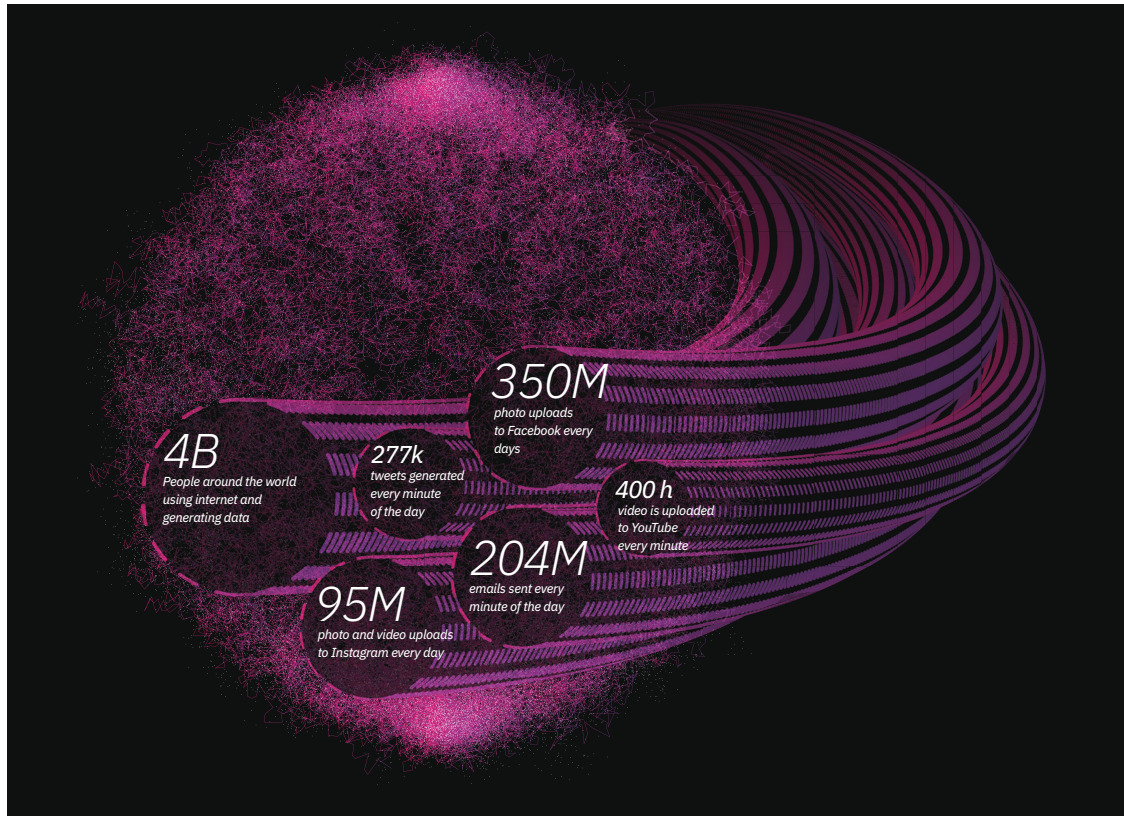 350M
photo uploads
to Facebook every
days
4B
People around the world
using internet and
generating data
277k
tweets generated
every minute
of the day
400 h
video is uploaded
to YouTube
every minute
204M
emails sent every
minute of the day
95M
photo and video uploads
to Instagram every day